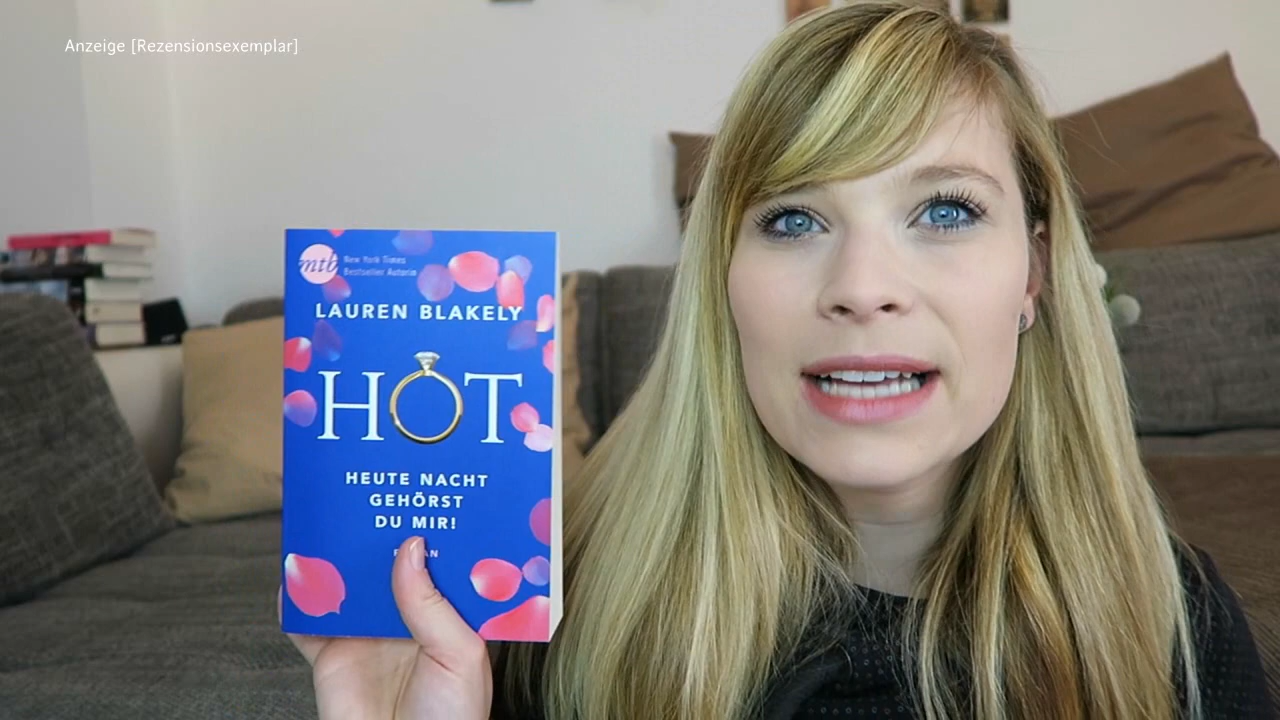 Anzeige [Rezensionsexemplar]
mtb
New York Times
Bestseller Autorin
LAUREN BLAKELY
HOT
HEUTE NACHT
GEHÖRST
DU MIR!